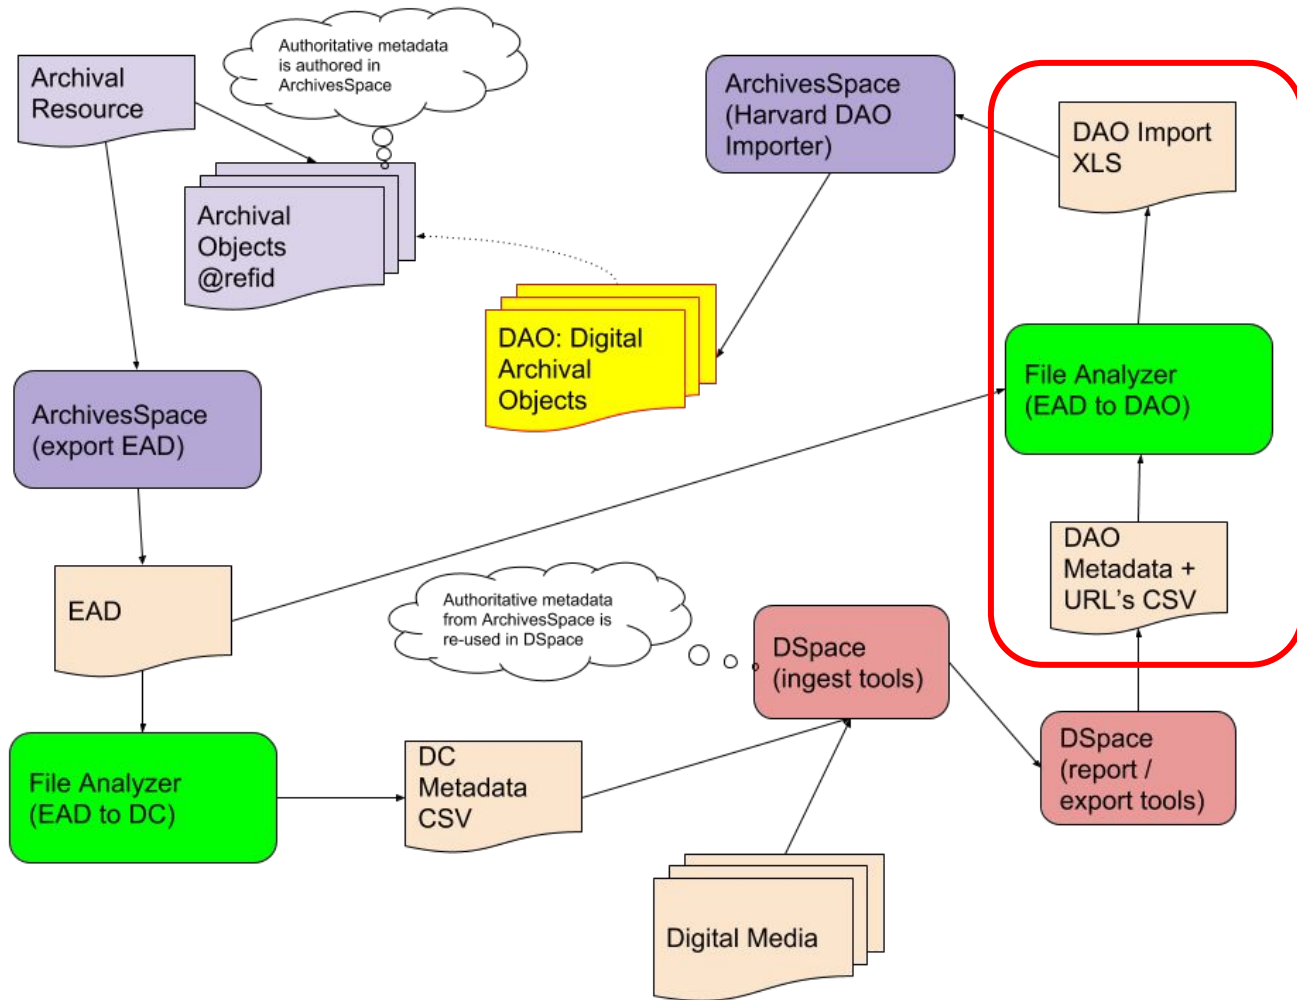 Authoritative metadata
is authored in
ArchivesSpace
Archival
Resource
ArchivesSpace
(Harvard DAO
Importer)
DAO Import
XLS
Archival
Objects
@refid
DAO: Digital
Archival
Objects
File Analyzer
(EAD to DAO)
ArchivesSpace
(export EAD)
DAO
Metadata +
URL's CSV
EAD
Authoritative metadata
from ArchivesSpace is
re-used in DSpace
DSpace
(ingest tools)
DSpace
(report /
export tools)
File Analyzer
(EAD to DC)
DC
Metadata
CSV
Digital Media